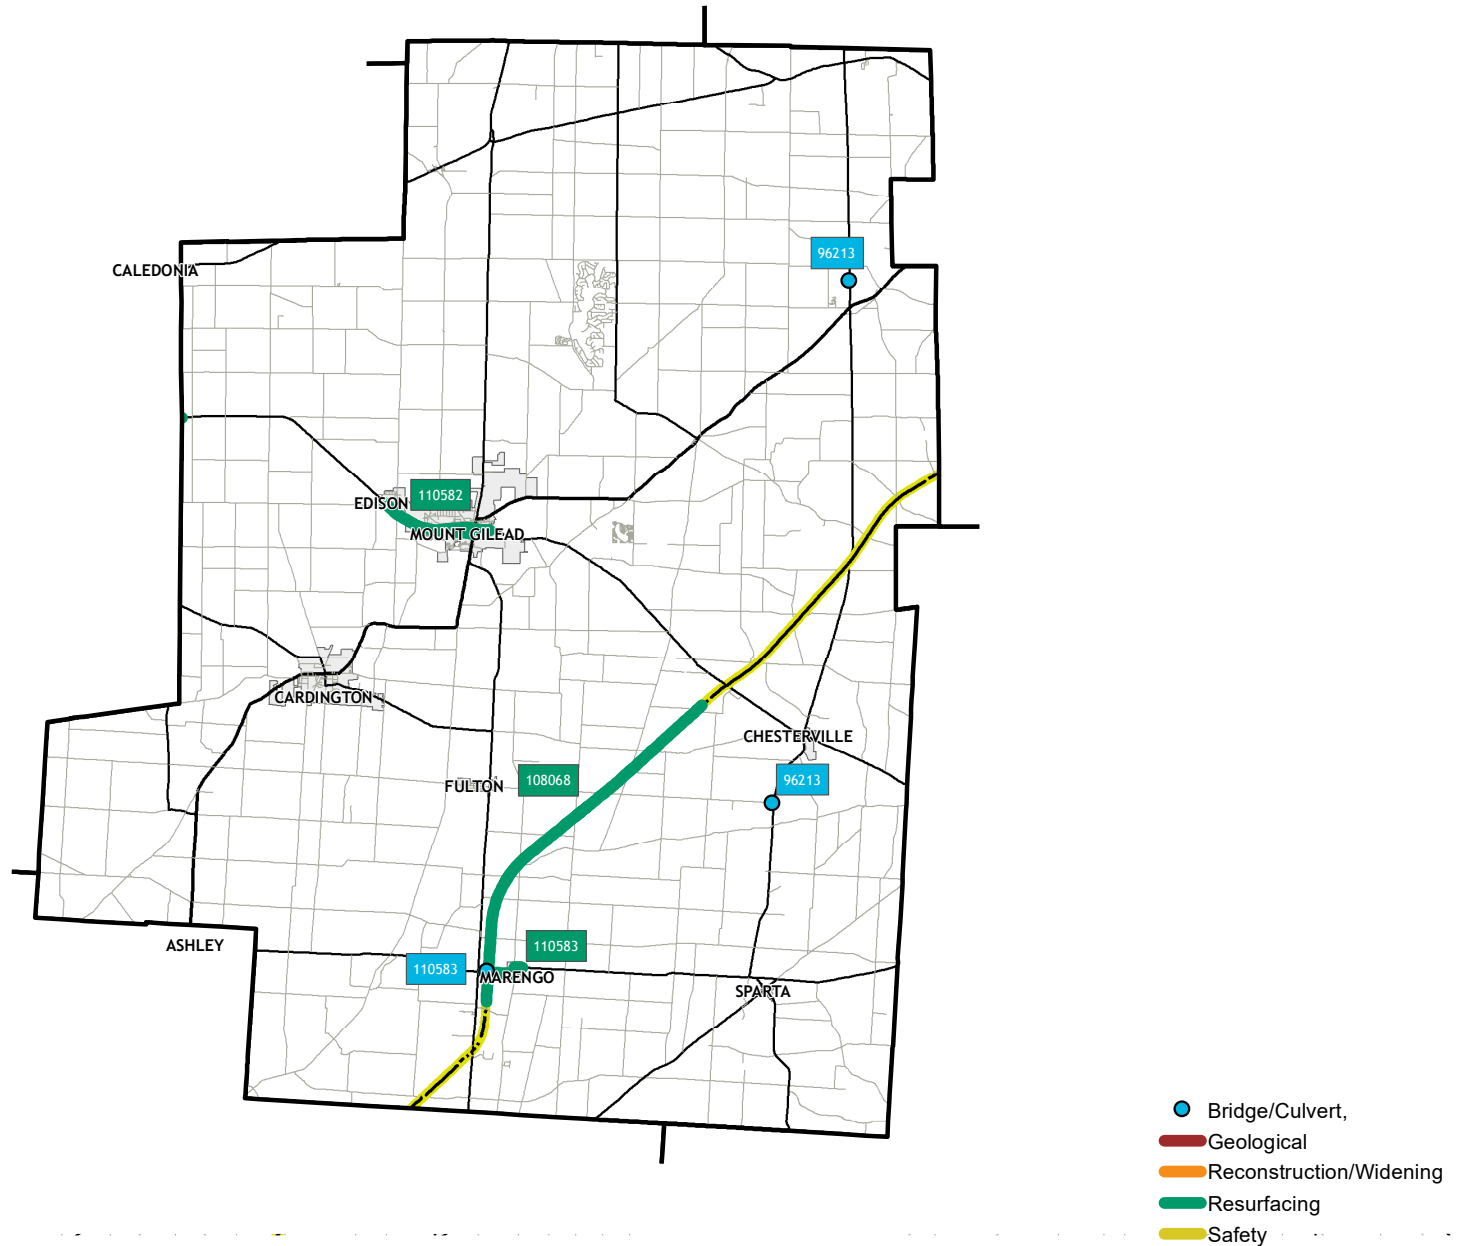 96213
CALEDONIA
110582
EDISON
MOUNT GILEAD
CARDINGTON
CHESTERVILLE
FULTON
108068
96213
ASHLEY
110583
110583
MARENGO
SPARTA
Bridge/Culvert,
Geological
Reconstruction/Widening
Resurfacing
Safety